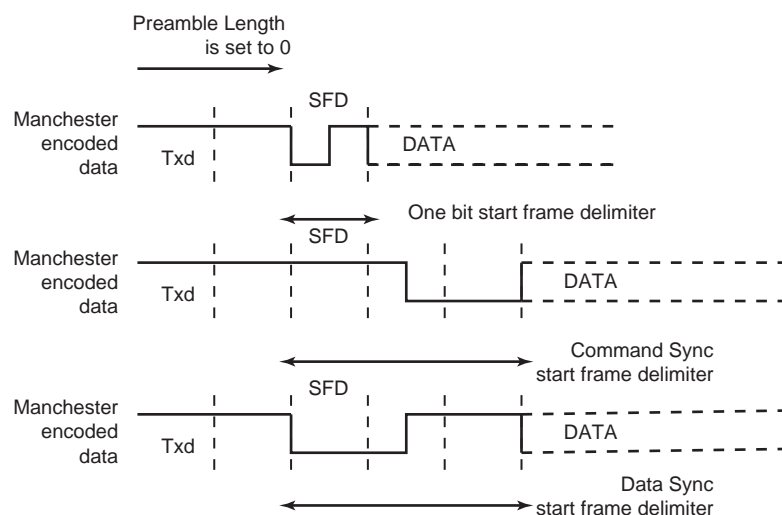 Preamble Length
is set to 0
SFD
Manchester
encoded
data
Txd
DATA
One bit start frame delimiter
SFD
Manchester
encoded
data
Txd
DATA
Command Sync
start frame delimiter
SFD
Manchester
encoded
data
Txd
DATA
Data Sync
start frame delimiter